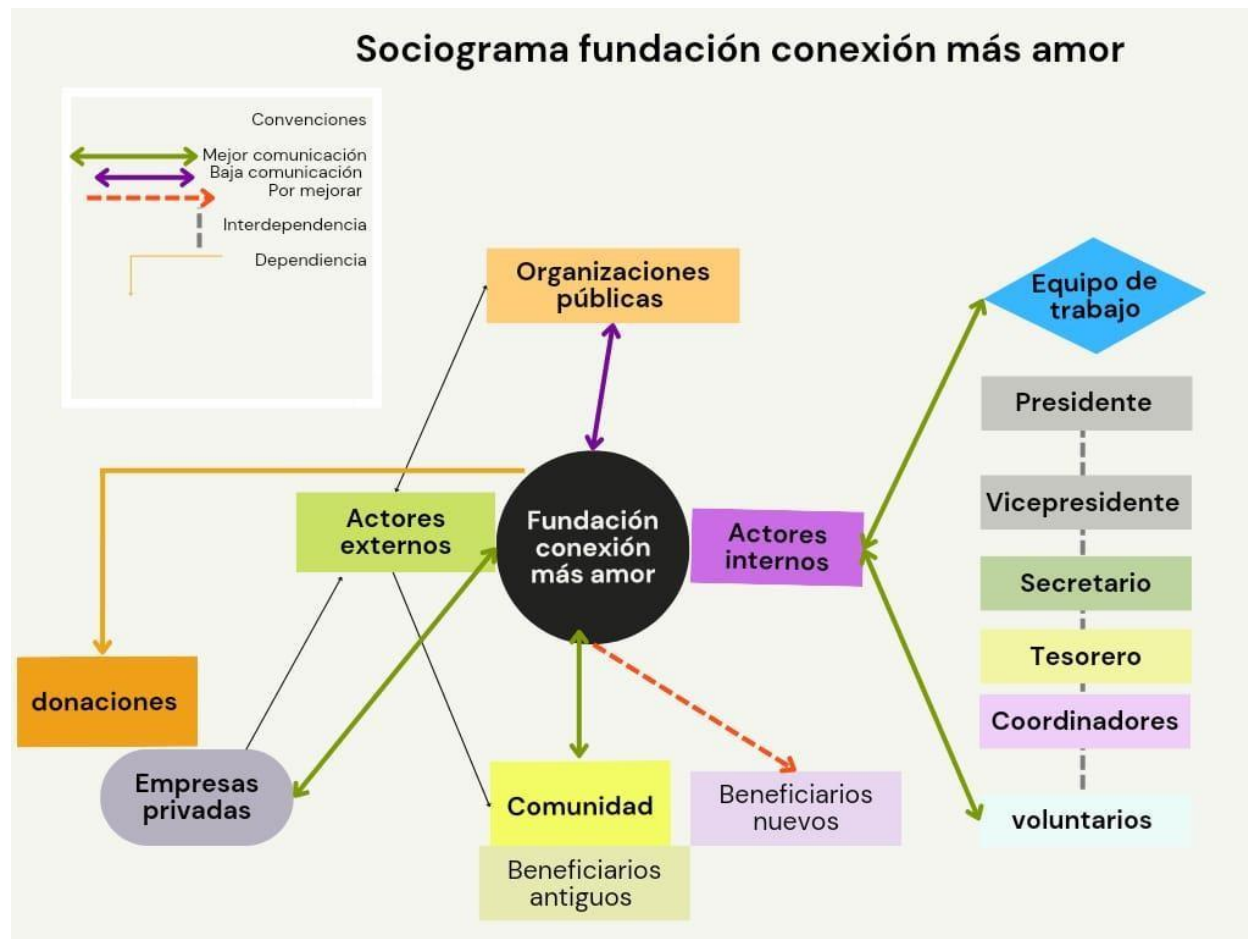 Sociograma fundación conexión más amor
Convenciones
Mejor comunicación
Baja comunicación
Por mejorar
Interdependencia
Dependiencia
Organizaciones
públicas
Equipo de
trabajo
Presidente
Vicepresidente
Secretario
Tesorero
Coordinadores
voluntarios
Actores
externos
Fundación
conexión
más amor
Actores
internos
donaciones
Empresas
privadas
Comunidad
Beneficiarios
antiguos
Beneficiarios
nuevos